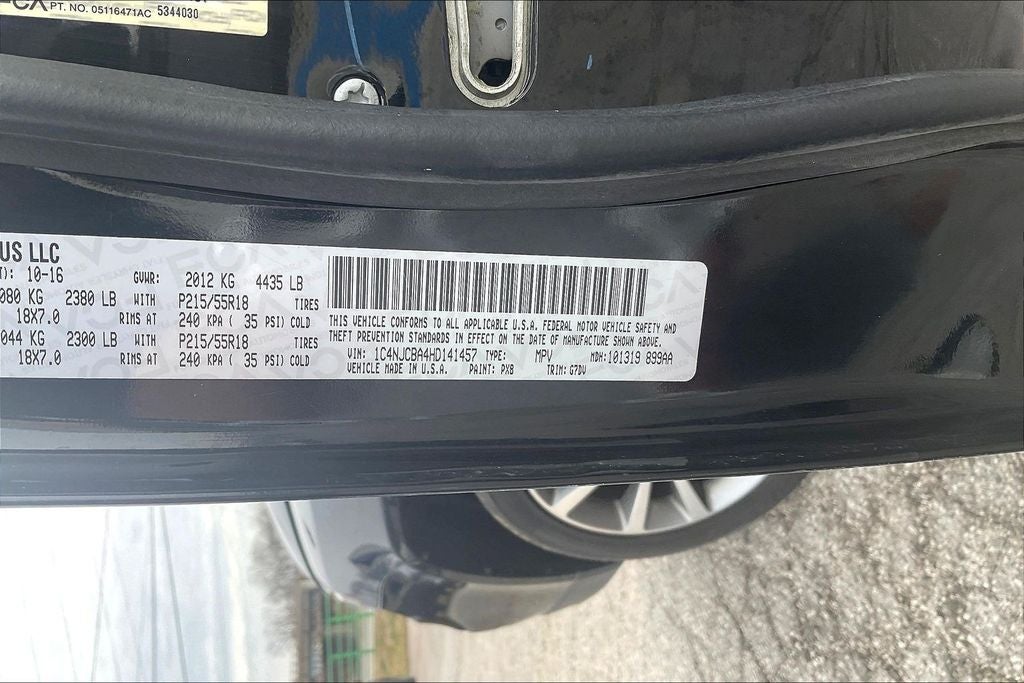 PT. NO. 05116471AC 5344030
US LLC
T): 10-16 GVWR: 2012 KG 4435 LB
080 KG 2380 LB WITH P215/55R18 TIRES
18X7.0 RIMS AT 240 KPA ( 35 PSI) COLD
044 KG 2300 LB WITH P215/55R18 TIRES
18X7.0 RIMS AT 240 KPA ( 35 PSI) COLD
THIS VEHICLE CONFORMS TO ALL APPLICABLE U.S.A. FEDERAL MOTOR VEHICLE SAFETY AND
THEFT PREVENTION STANDARDS IN EFFECT ON THE DATE OF MANUFACTURE SHOWN ABOVE.
VIN: 1C4NJCBA4HD141457 TYPE: MPV MDH: 101319 899AA
VEHICLE MADE IN U.S.A. PAINT: PX8 TRIM: G7DV